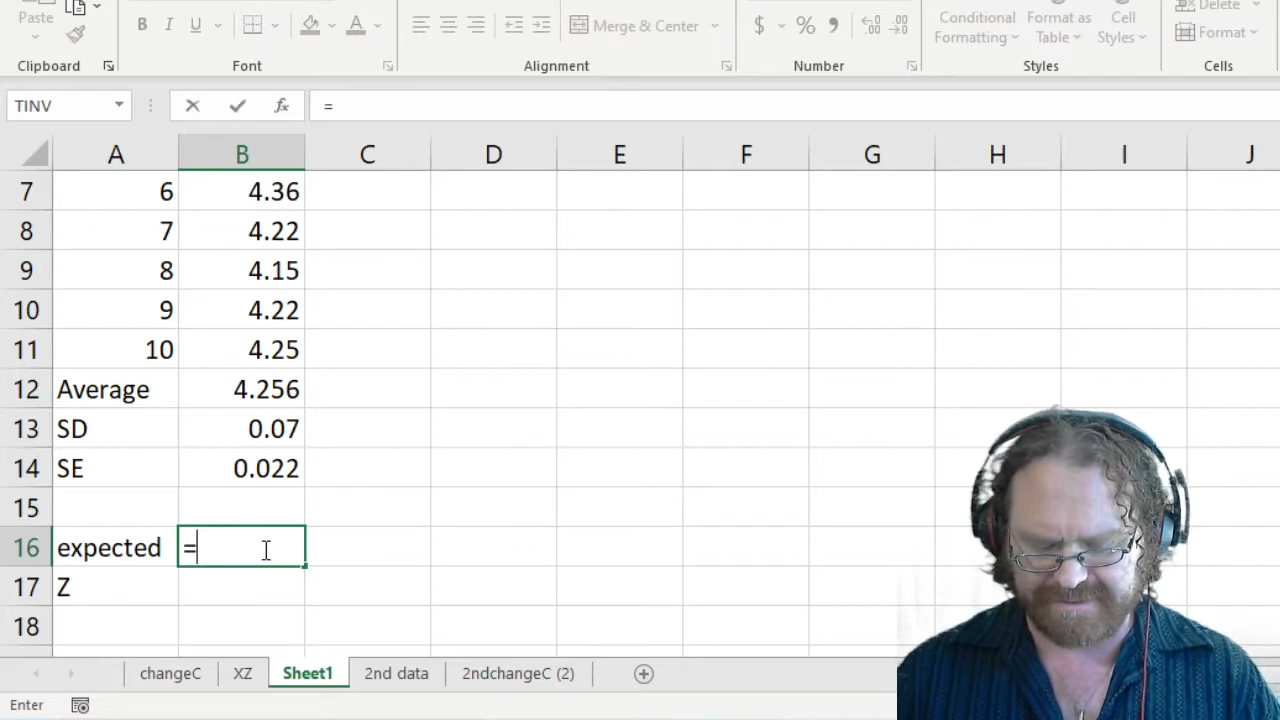 Paste
B I U
A
Merge & Center
$ % 9
Conditional Formatting
Format as Table
Cell Styles
Delete
Format
Clipboard
Font
Alignment
Number
Styles
Cells
TINV
fx
=
A B C D E F G H I J
7 6 4.36
8 7 4.22
9 8 4.15
10 9 4.22
11 10 4.25
12 Average 4.256
13 SD 0.07
14 SE 0.022
15
16 expected =
17 Z
18
changeC XZ Sheet1 2nd data 2ndchangeC (2)
Enter